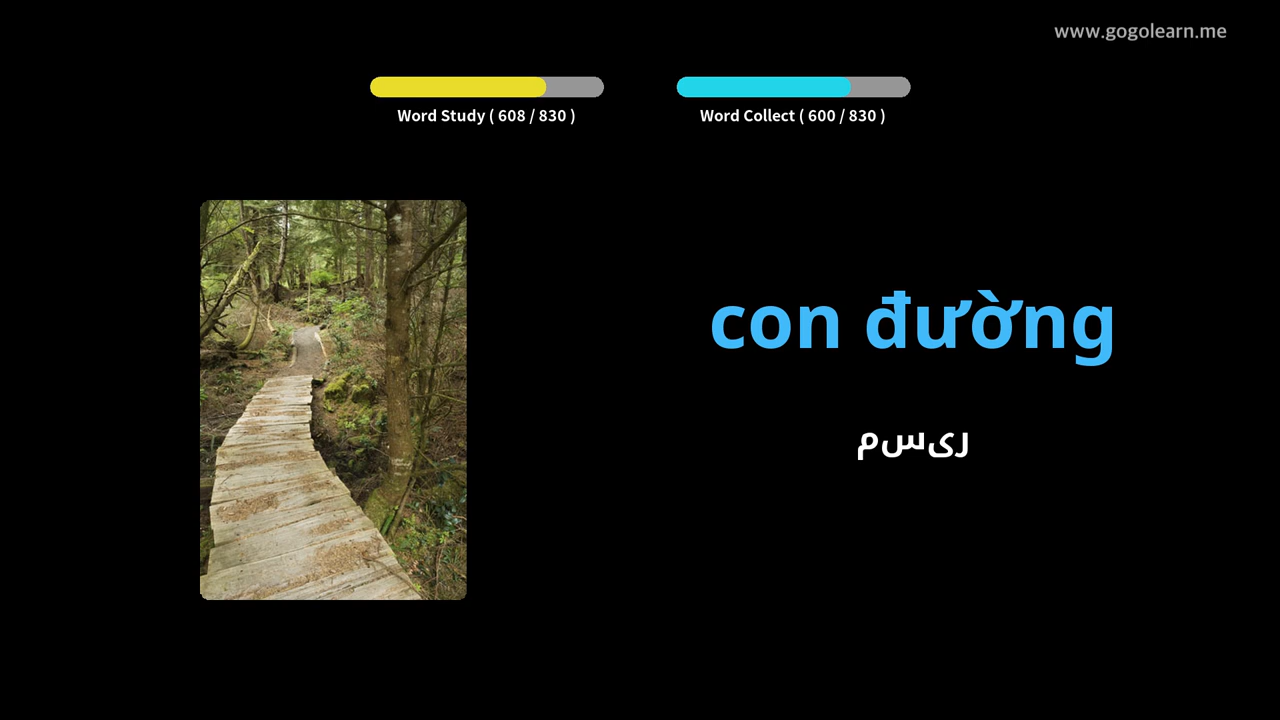 www.gogolearn.me
Word Study ( 608 / 830 )
Word Collect ( 600 / 830 )
con đường
مسیر